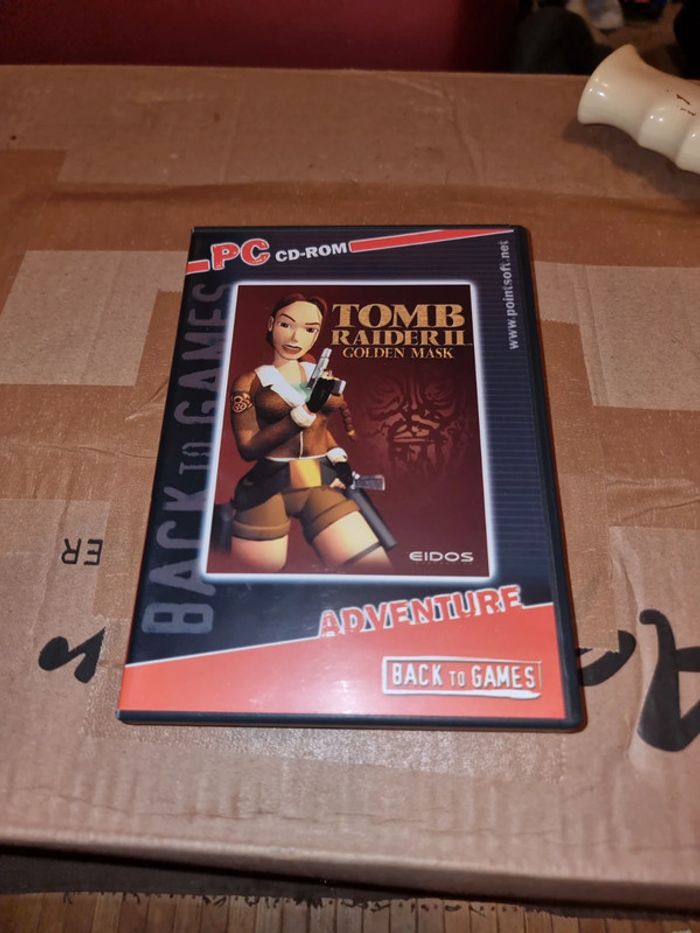 PC CD-ROM
www.pointsoft.net
BACK TO GAMES
TOMB
RAIDER II
GOLDEN MASK
EIDOS
ADVENTURE
BACK TO GAMES
ER